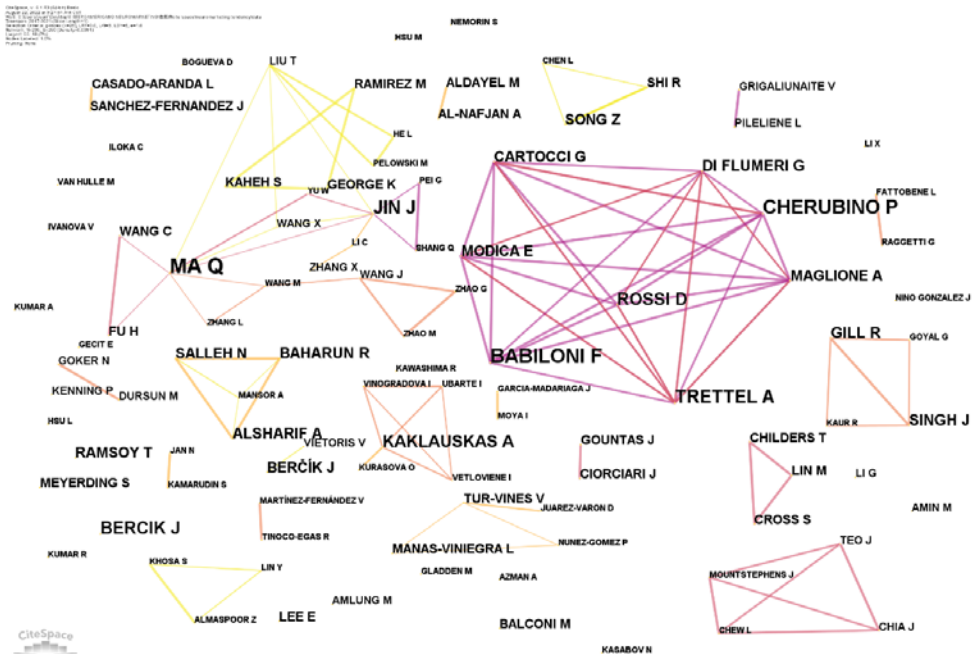 NEMORIN S
HSU M
BOGUEVA D
LIU T
CHEN L
CASADO-ARANDA L
RAMIREZ M
ALDAYEL M
SHI R
GRIGALIUNAITE V
SANCHEZ-FERNANDEZ J
AL-NAFJAN A
SONG Z
PILELIENE L
HE L
ILOKA C
PELOWSKI M
CARTOCCI G
DI FLUMERI G
LI X
VAN HULLE M
KAHEH S
YU W
GEORGE K
PEI G
FATTOBENE L
JIN J
CHERUBINO P
IVANOVA V
WANG C
WANG X
LI C
SHANG Q
MODICA E
RAGGETTI G
MA Q
ZHANG X
WANG J
MAGLIONE A
WANG M
ZHAO G
ROSSI D
NINO GONZALEZ J
KUMAR A
FU H
ZHANG L
ZHAO M
GILL R
GOYAL G
GECIT E
GOKER N
SALLEH N
BAHARUN R
BABILONI F
KAWASHIMA R
KENNING P
DURSUN M
MANSOR A
VINOGRADOVA I
UBARTE I
GARCIA-MADARIAGA J
TRETTEL A
HSU L
MOYA I
KAUR R
SINGH J
ALSHARIF A
VIETORIS V
KAKLAUSKAS A
GOUNTAS J
CHILDERS T
RAMSOY T
JAN N
BERČÍK J
KURASOVA O
VETLOVIENE I
CIORCIARI J
LIN M
LI G
MEYERDING S
KAMARUDIN S
MARTÍNEZ-FERNÁNDEZ V
TUR-VINES V
JUAREZ-VARON D
CROSS S
AMIN M
BERCIK J
TINOCO-EGAS R
MANAS-VINIEGRA L
NUNEZ-GOMEZ P
TEO J
KUMAR R
KHOSA S
LIN Y
GLADDEN M
AZMAN A
MOUNTSTEPHENS J
AMLUNG M
ALMASPOOR Z
LEE E
BALCONI M
CHEW L
CHIA J
CiteSpace
KASABOV N